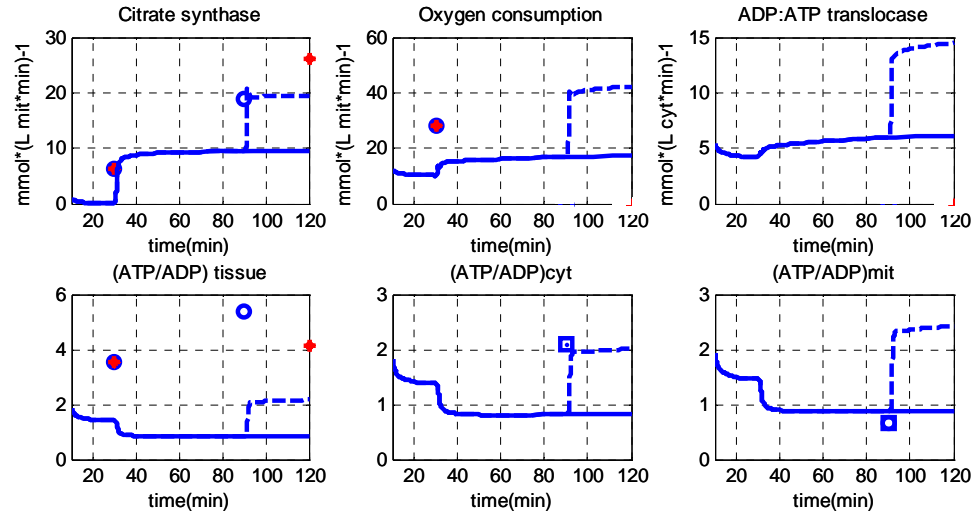 Citrate synthase
mmol*(L mit*min)-1
30
20
10
0
20 40 60 80 100 120
time(min)
Oxygen consumption
mmol*(L mit*min)-1
60
40
20
0
20 40 60 80 100 120
time(min)
ADP:ATP translocase
mmol*(L cyt*min)-1
15
10
5
0
20 40 60 80 100 120
time(min)
(ATP/ADP) tissue
6
4
2
0
20 40 60 80 100 120
time(min)
(ATP/ADP)cyt
3
2
1
0
20 40 60 80 100 120
time(min)
(ATP/ADP)mit
3
2
1
0
20 40 60 80 100 120
time(min)